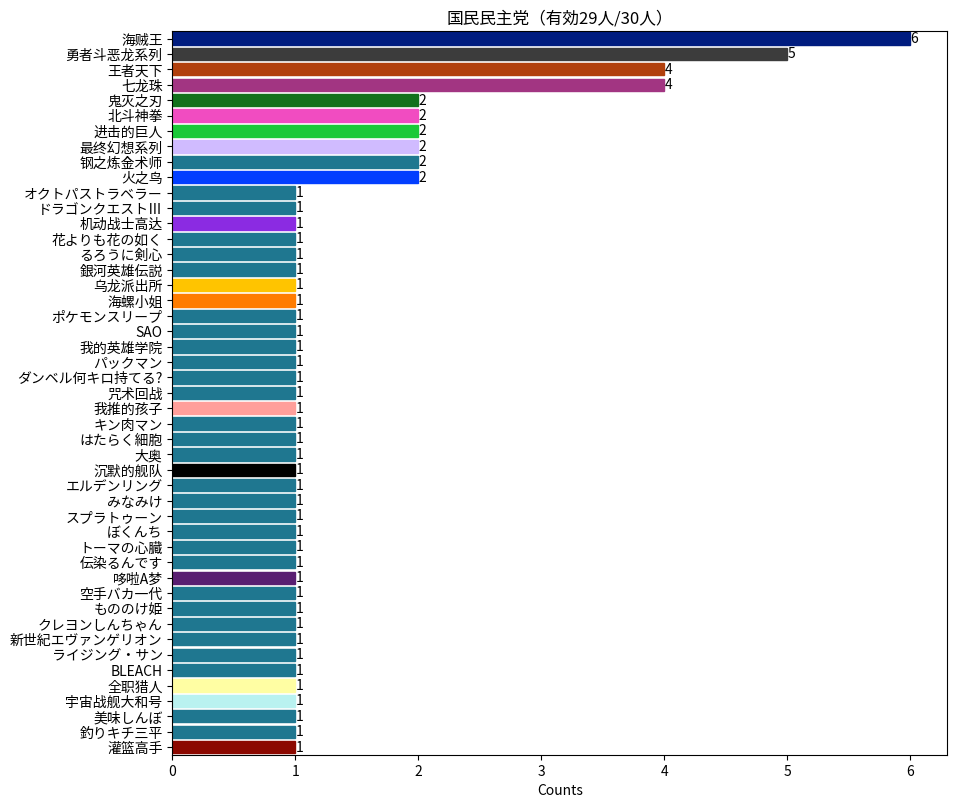 国民民主党（有効29人/30人）
海贼王 6
勇者斗恶龙系列 5
王者天下 4
七龙珠 4
鬼灭之刃 2
北斗神拳 2
进击的巨人 2
最终幻想系列 2
钢之炼金术师 2
火之鸟 2
オクトパストラベラー 1
ドラゴンクエストIII 1
机动战士高达 1
花よりも花の如く 1
るろうに剣心 1
銀河英雄伝説 1
乌龙派出所 1
海螺小姐 1
ポケモンスリープ 1
SAO 1
我的英雄学院 1
パックマン 1
ダンベル何キロ持てる? 1
咒术回战 1
我推的孩子 1
キン肉マン 1
はたらく細胞 1
大奥 1
沉默的舰队 1
エルデンリング 1
みなみけ 1
スプラトゥーン 1
ぼくんち 1
トーマの心臓 1
伝染るんです 1
哆啦A梦 1
空手バカ一代 1
もののけ姫 1
クレヨンしんちゃん 1
新世紀エヴァンゲリオン 1
ライジング・サン 1
BLEACH 1
全职猎人 1
宇宙战舰大和号 1
美味しんぼ 1
釣りキチ三平 1
灌篮高手 1
0 1 2 3 4 5 6
Counts